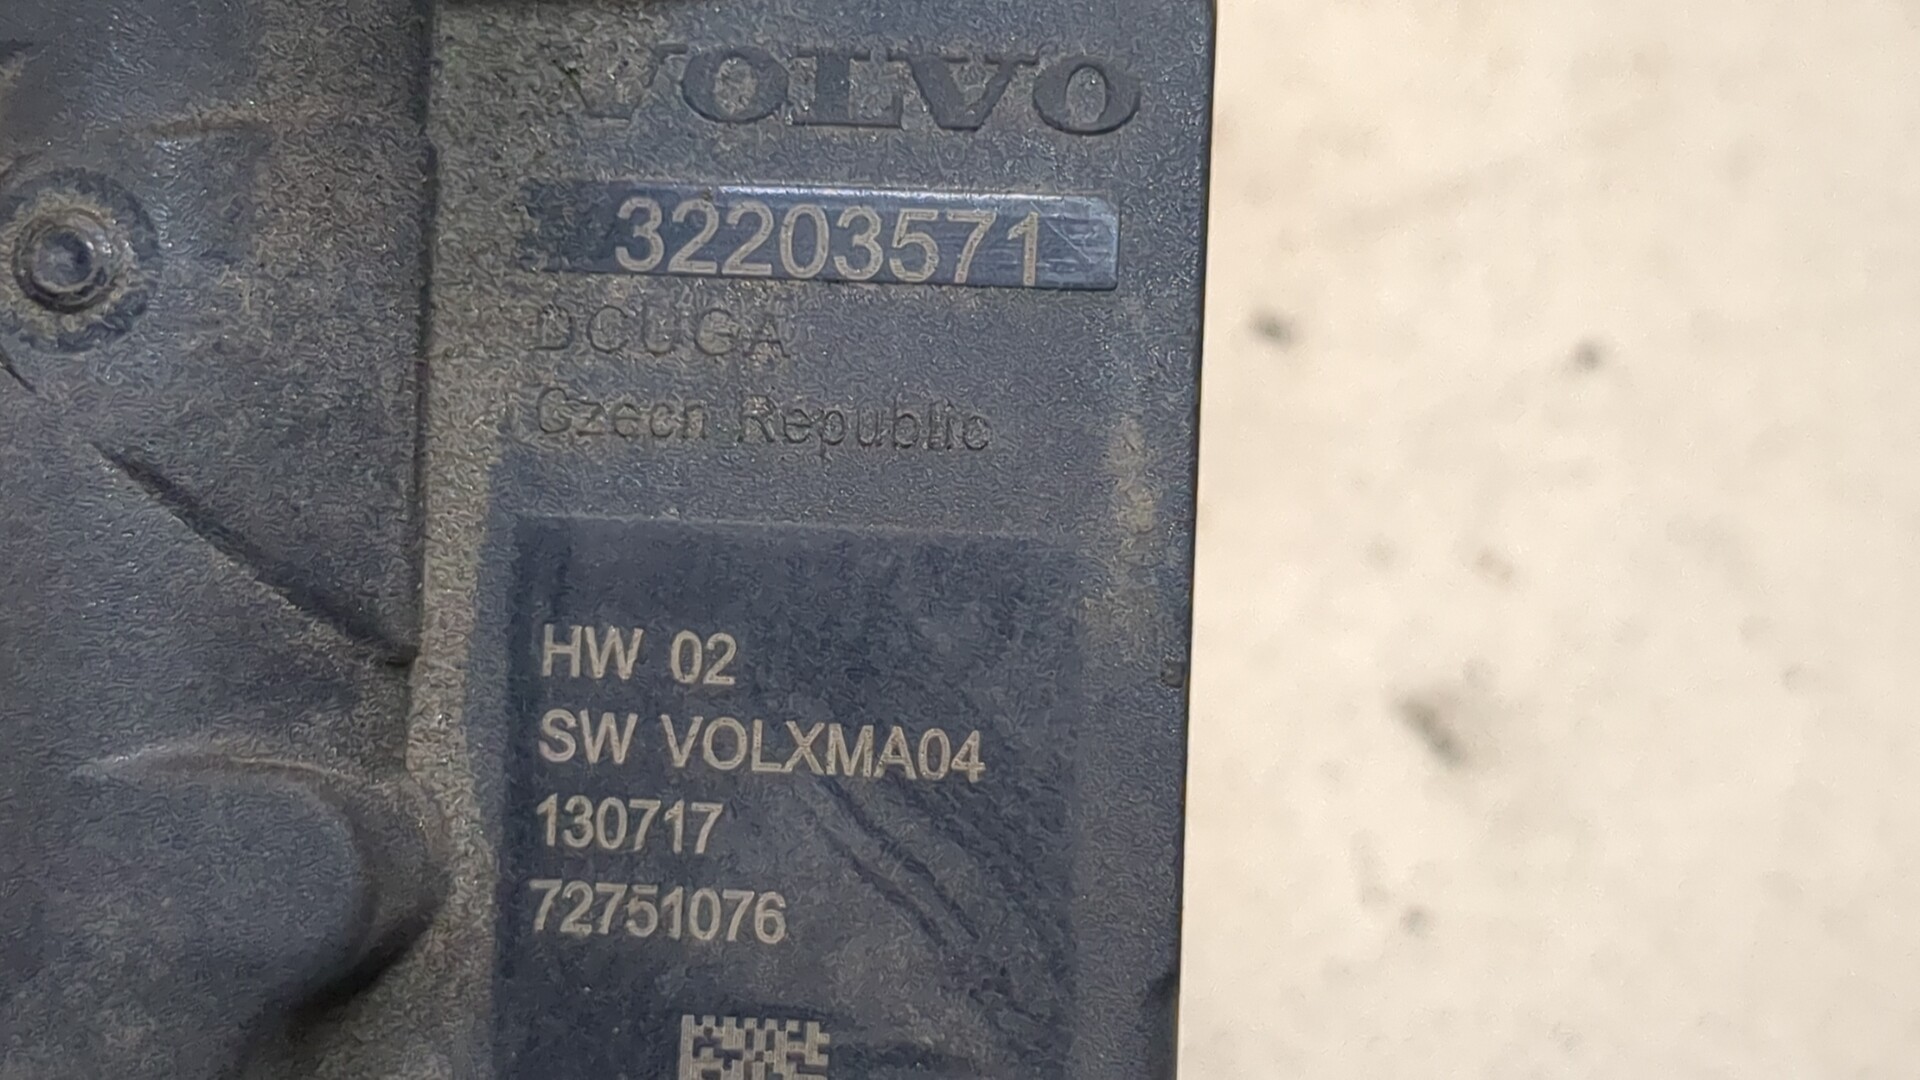 VOLVO
32203571
DCUGA
Czech Republic
HW 02
SW VOLXMA04
130717
72751076